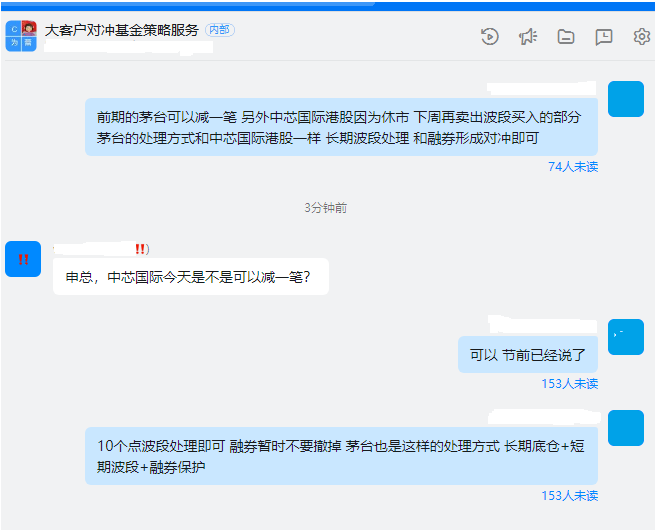 大客户对冲基金策略服务 内部
前期的茅台可以减一笔 另外中芯国际港股因为休市 下周再卖出波段买入的部分
茅台的处理方式和中芯国际港股一样 长期波段处理 和融券形成对冲即可
74人未读
3分钟前
!!)
!!
申总，中芯国际今天是不是可以减一笔？
可以 节前已经说了
153人未读
10个点波段处理即可 融券暂时不要撤掉 茅台也是这样的处理方式 长期底仓+短
期波段+融券保护
153人未读